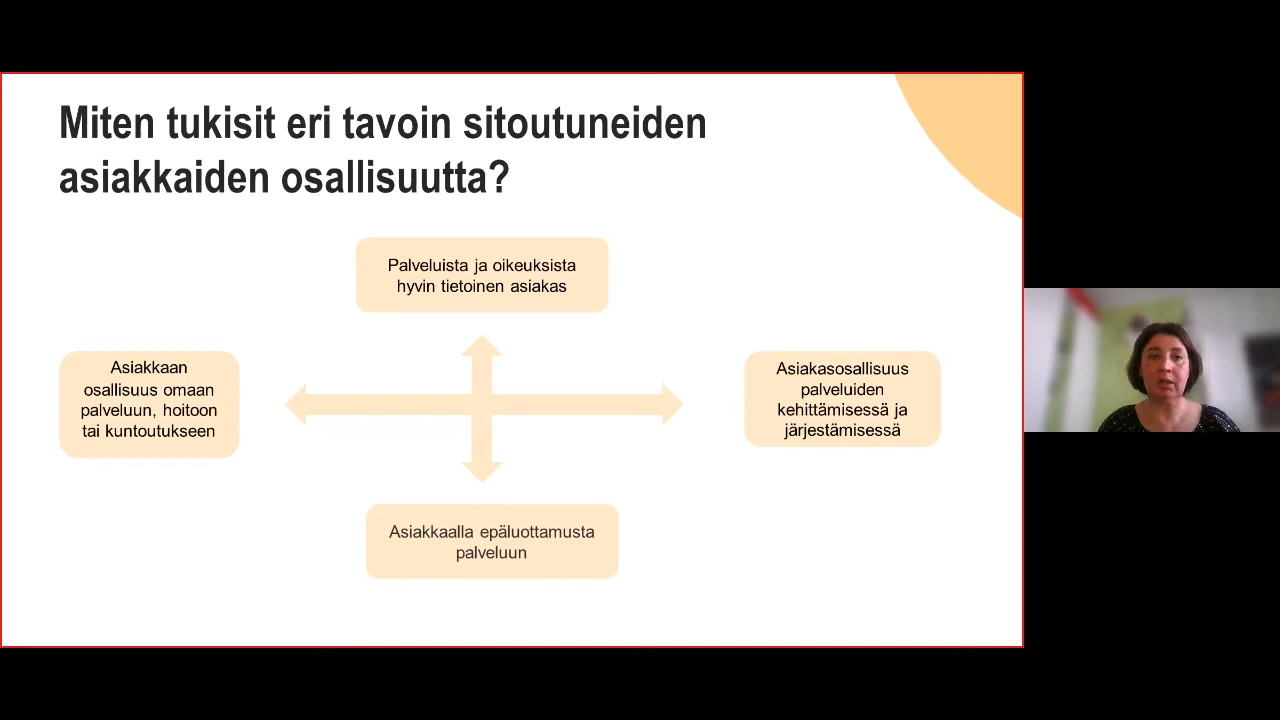 Miten tukisit eri tavoin sitoutuneiden
asiakkaiden osallisuutta?
Palveluista ja oikeuksista
hyvin tietoinen asiakas
Asiakkaan
osallisuus omaan
palveluun, hoitoon
tai kuntoutukseen
Asiakasosallisuus
palveluiden
kehittämisessä ja
järjestämisessä
Asiakkaalla epäluottamusta
palveluun